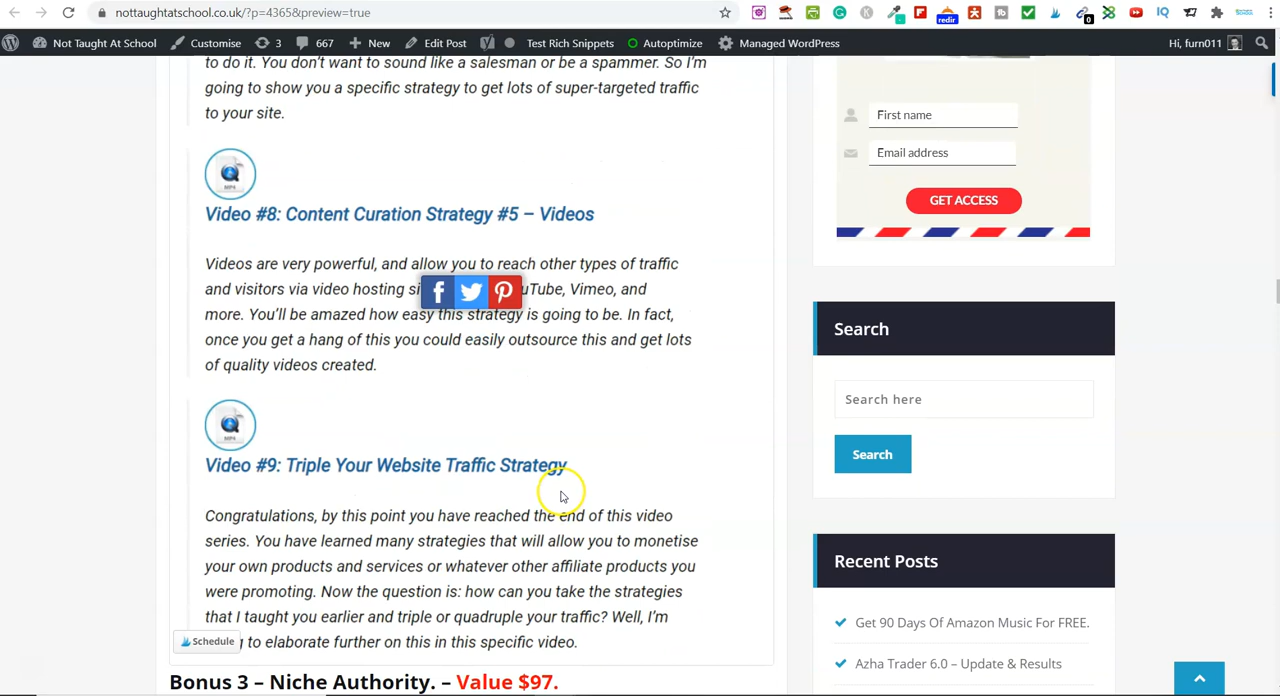 nottaughtatschool.co.uk/?p=4365&preview=true
0
redir
Not Taught At School
Customise
3
667
New
Edit Post
Test Rich Snippets
Autoptimize
Managed WordPress
Hi, furn011
to do it. You don't want to sound like a salesman or be a spammer. So I'm
going to show you a specific strategy to get lots of super-targeted traffic
to your site.
MP4
Video #8: Content Curation Strategy #5 – Videos
Videos are very powerful, and allow you to reach other types of traffic
and visitors via video hosting si uTube, Vimeo, and
more. You'll be amazed how easy this strategy is going to be. In fact,
once you get a hang of this you could easily outsource this and get lots
of quality videos created.
MP4
Video #9: Triple Your Website Traffic Strategy
Congratulations, by this point you have reached the end of this video
series. You have learned many strategies that will allow you to monetise
your own products and services or whatever other affiliate products you
were promoting. Now the question is: how can you take the strategies
that I taught you earlier and triple or quadruple your traffic? Well, I'm
Schedule
g to elaborate further on this in this specific video.
Bonus 3 – Niche Authority. – Value $97.
First name
Email address
GET ACCESS
Search
Search here
Search
Recent Posts
Get 90 Days Of Amazon Music For FREE.
Azha Trader 6.0 – Update & Results